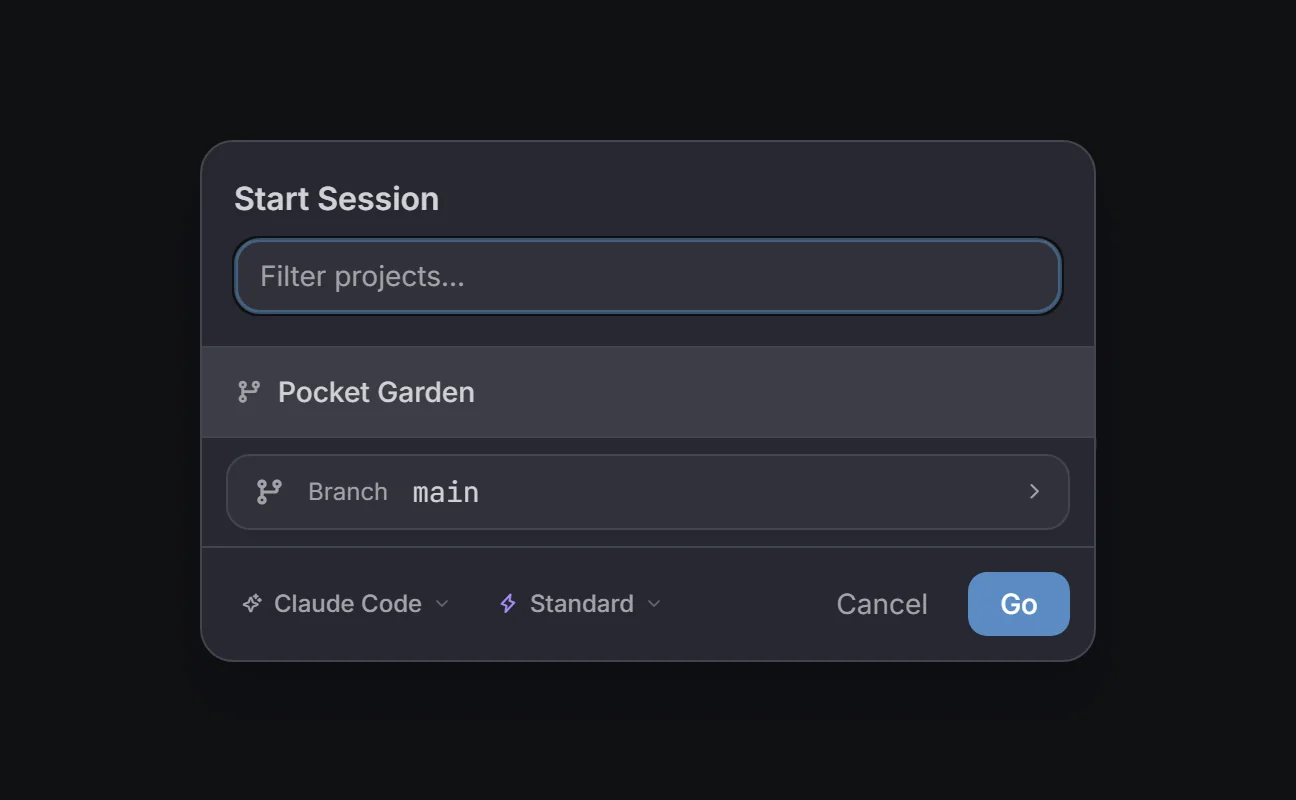 Start Session
Filter projects...
Pocket Garden
Branch main
Claude Code Standard Cancel Go